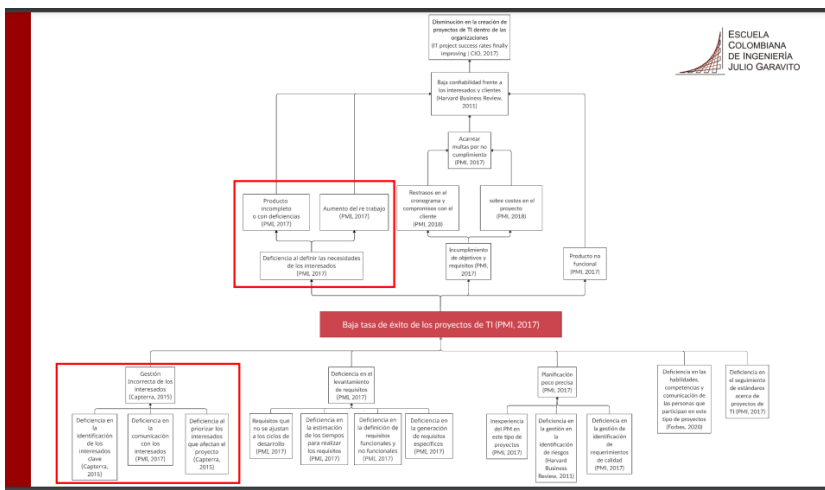 Disminución en la creación de
proyectos de TI dentro de las
organizaciones
(IT project success rates finally
improving | CIO, 2017)
ESCUELA
COLOMBIANA
DE INGENIERÍA
JULIO GARAVITO
Baja confiabilidad frente a
los interesados y clientes
(Harvard Business Review,
2011)
Acarrear
multas por no
cumplimiento
(PMI, 2017)
Producto
incompleto
o con deficiencias
(PMI, 2017)
Aumento del re trabajo
(PMI, 2017)
Restrasos en el
cronograma y
compromisos con el
cliente
(PMI, 2018)
sobre costos en el
proyecto
(PMI, 2018)
Deficiencia al definir las necesidades
de los interesados
(PMI, 2017)
Incumplimiento
de objetivos y
requisitos (PMI,
2017)
Producto no
funcional
(PMI, 2017)
Baja tasa de éxito de los proyectos de TI (PMI, 2017)
Gestión
Incorrecta de los
interesados
(Capterra, 2015)
Deficiencia en el
levantamiento
de requisitos
(PMI, 2017)
Planificación
poco precisa
(PMI, 2017)
Deficiencia en las
habilidades,
competencias y
comunicación de
las personas que
participan en este
tipo de proyectos
(Forbes, 2020)
Deficiencia en
el seguimiento
de estándares
acerca de
proyectos de
TI (PMI, 2017)
Deficiencia en
la
identificación
de los
interesados
clave
(Capterra,
2015)
Deficiencia en
la
comunicación
con los
interesados
(PMI, 2017)
Deficiencia al
priorizar los
interesados
que afectan el
proyecto
(Capterra,
2015)
Requisitos que
no se ajustan
a los ciclos de
desarrollo
(PMI, 2017)
Deficiencia en
la estimación
de los tiempos
para realizar
los requisitos
(PMI, 2017)
Deficiencia en
la definición de
requisitos
funcionales y
no funcionales
(PMI, 2017)
Deficiencia en
la generación
de requisitos
específicos
(PMI, 2017)
Inexperiencia
del PM en
este tipo de
proyectos
(PMI, 2017)
Deficiencia en
la gestión en
la
identificación
de riesgos
(Harvard
Business
Review, 2011)
Deficiencia en
la gestión de
identificación
de
requerimientos
de calidad
(PMI, 2017)